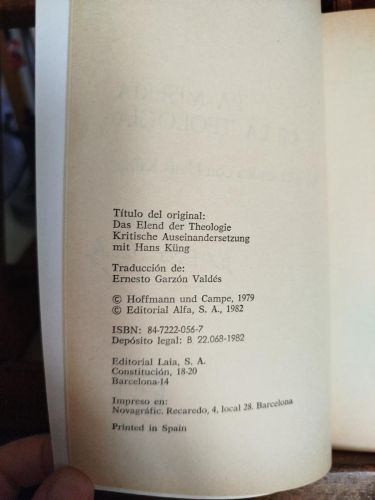 Título del original:
Das Elend der Theologie
Kritische Auseinandersetzung
mit Hans Küng
Traducción de:
Ernesto Garzón Valdés
© Hoffmann und Campe, 1979
© Editorial Alfa, S. A., 1982
ISBN: 84-7222-056-7
Depósito legal: B 22.068-1982
Editorial Laia, S. A.
Constitución, 18-20
Barcelona-14
Impreso en:
Novagráfic. Recaredo, 4, local 28. Barcelona
Printed in Spain